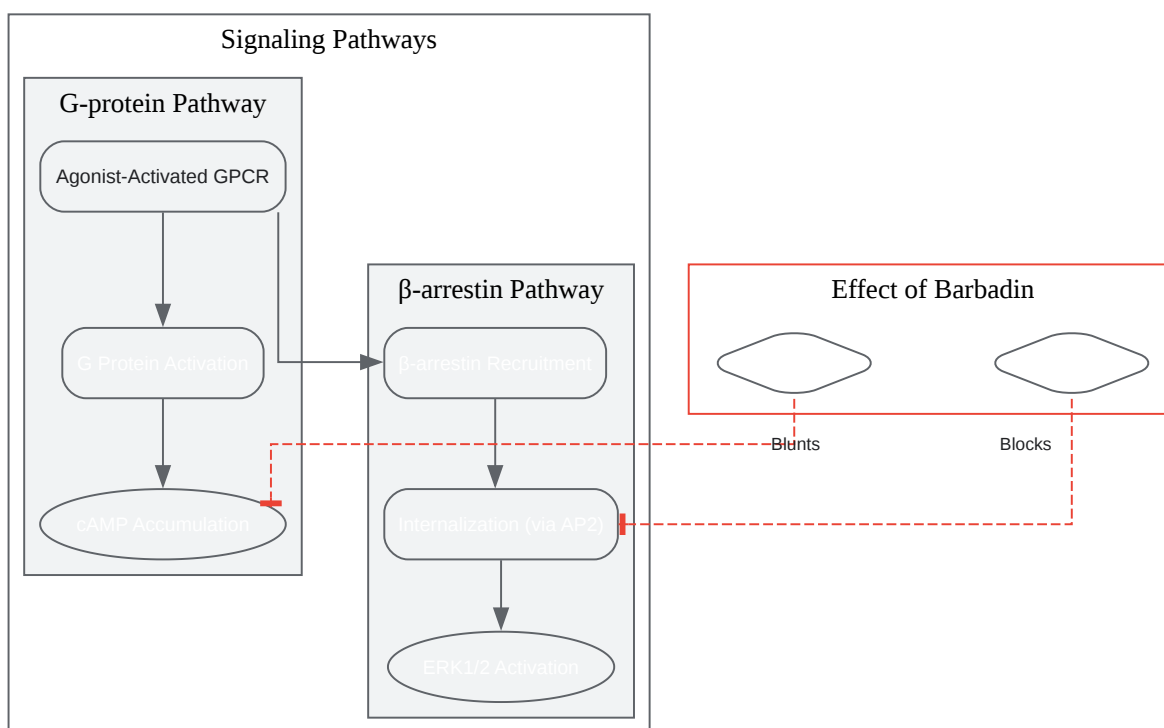 Signaling Pathways
G-protein Pathway
Agonist-Activated GPCR
β-arrestin Pathway
Effect of Barbadin
G Protein Activation
β-arrestin Recruitment
Blunts
Blocks
cAMP Accumulation
Internalization (via AP2)
ERK1/2 Activation